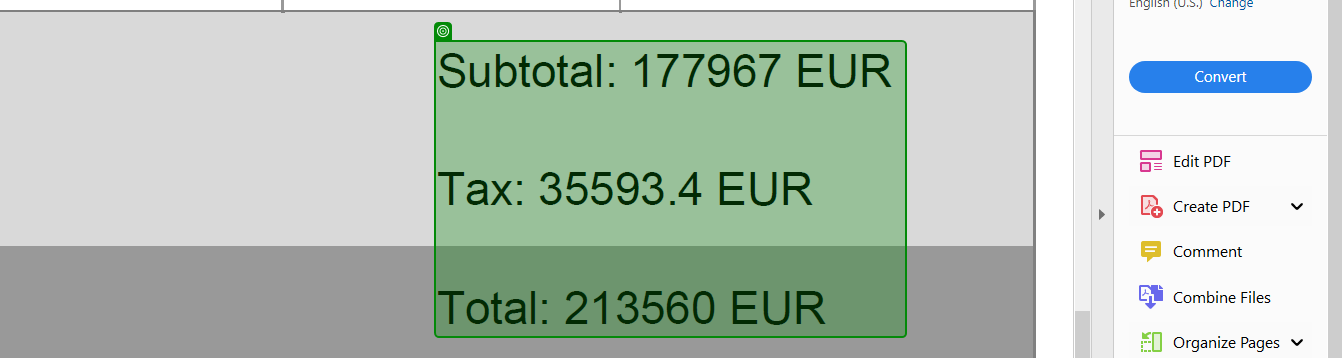 English (U.S.) Change
Subtotal: 177967 EUR
Convert
Tax: 35593.4 EUR
Edit PDF
Create PDF
Comment
Total: 213560 EUR
Combine Files
Organize Pages